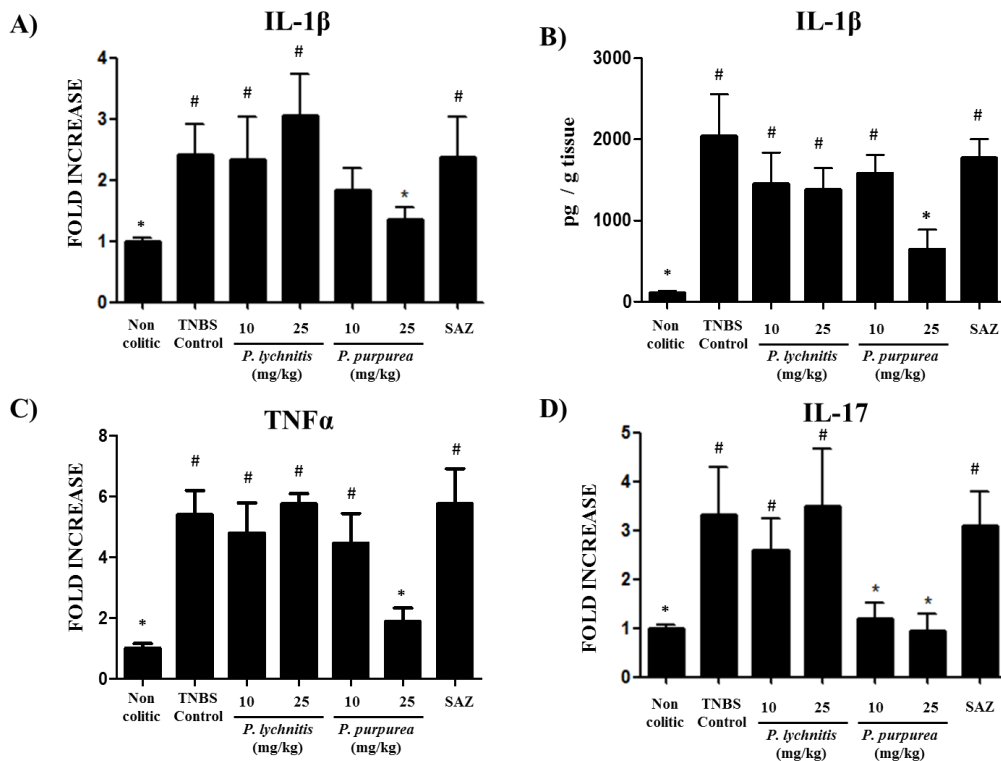 A)
IL-1β
FOLD INCREASE
4
3
2
1
0
*
#
#
#
*
#
Non
colitic
TNBS
Control
10
25
10
25
SAZ
P. lychnitis
(mg/kg)
P. purpurea
(mg/kg)
B)
IL-1β
pg / g tissue
3000
2000
1000
0
*
#
#
#
#
*
#
Non
colitic
TNBS
Control
10
25
10
25
SAZ
P. lychnitis
(mg/kg)
P. purpurea
(mg/kg)
C)
TNFα
FOLD INCREASE
8
6
4
2
0
*
#
#
#
#
*
#
Non
colitic
TNBS
Control
10
25
10
25
SAZ
P. lychnitis
(mg/kg)
P. purpurea
(mg/kg)
D)
IL-17
FOLD INCREASE
5
4
3
2
1
0
*
#
#
#
*
*
#
Non
colitic
TNBS
Control
10
25
10
25
SAZ
P. lychnitis
(mg/kg)
P. purpurea
(mg/kg)